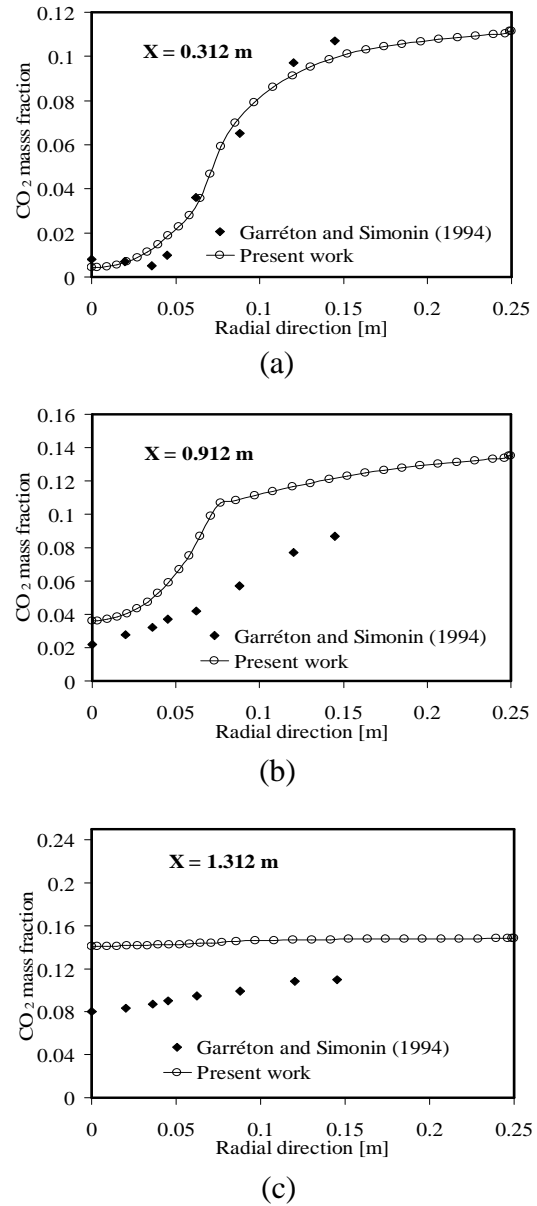 (a)
0.12
0.1
0.08
0.06
0.04
0.02
0
CO2 masss fraction
X = 0.312 m
Garréton and Simonin (1994)
Present work
0 0.05 0.1 0.15 0.2 0.25
Radial direction [m]
(a)
0.16
0.14
0.12
0.1
0.08
0.06
0.04
0.02
0
CO2 mass fraction
X = 0.912 m
Garréton and Simonin (1994)
Present work
0 0.05 0.1 0.15 0.2 0.25
Radial direction [m]
(b)
0.24
0.2
0.16
0.12
0.08
0.04
0
CO2 mass fraction
X = 1.312 m
Garréton and Simonin (1994)
Present work
0 0.05 0.1 0.15 0.2 0.25
Radial direction [m]
(c)